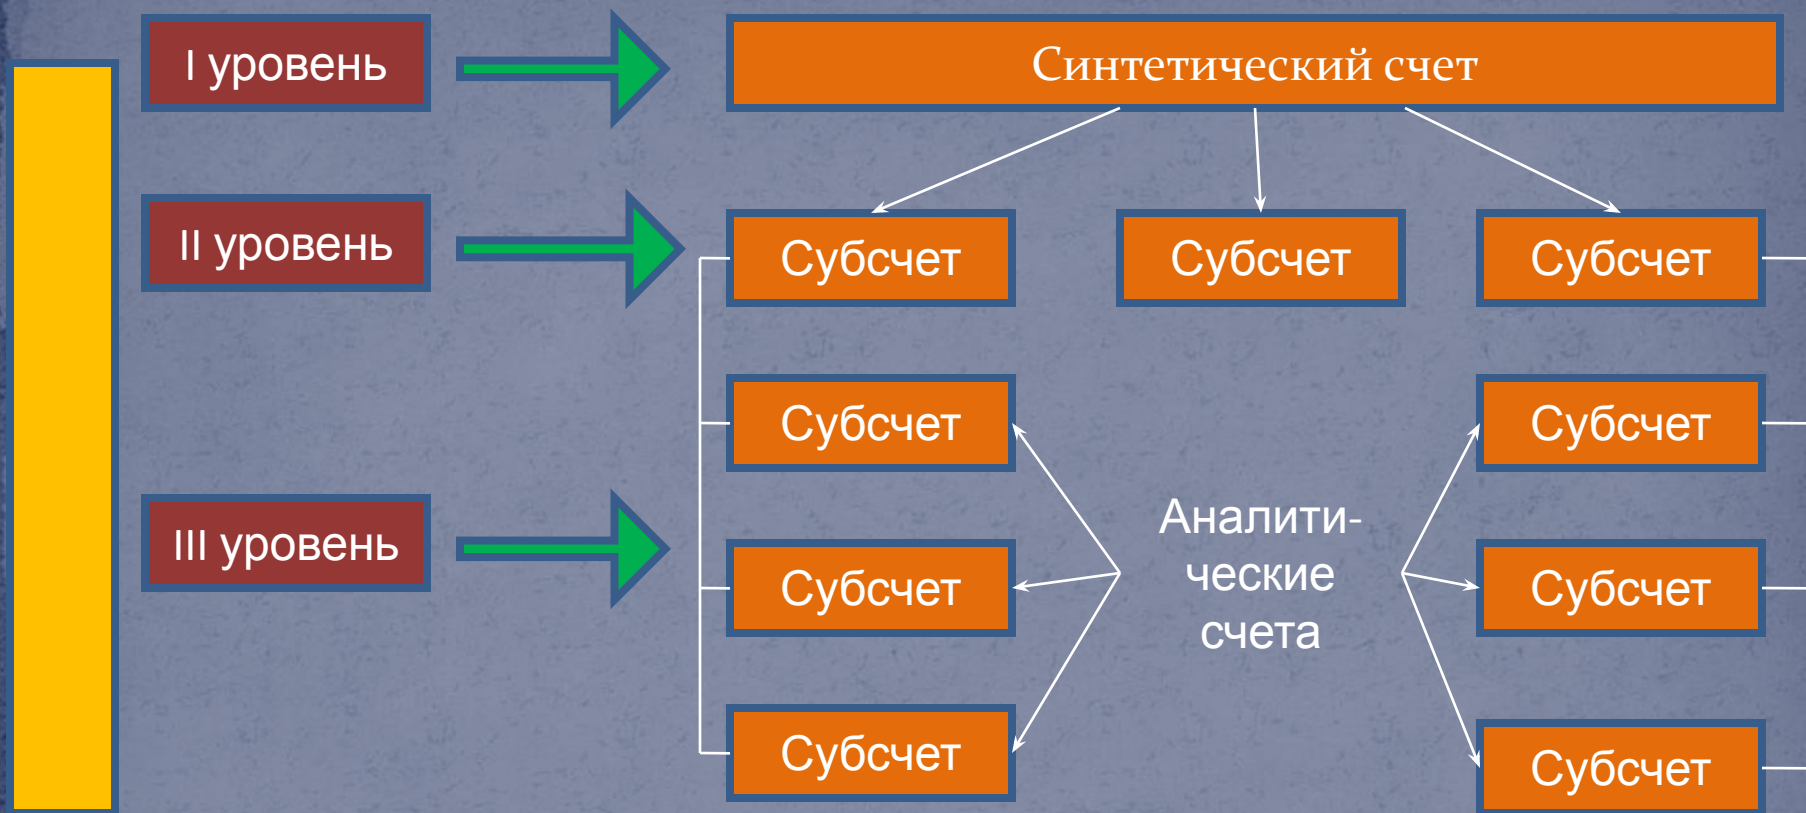 I уровень
Синтетический счет
II уровень
Субсчет
Субсчет
Субсчет
Субсчет
Субсчет
III уровень
Аналити-
ческие
счета
Субсчет
Субсчет
Субсчет
Субсчет